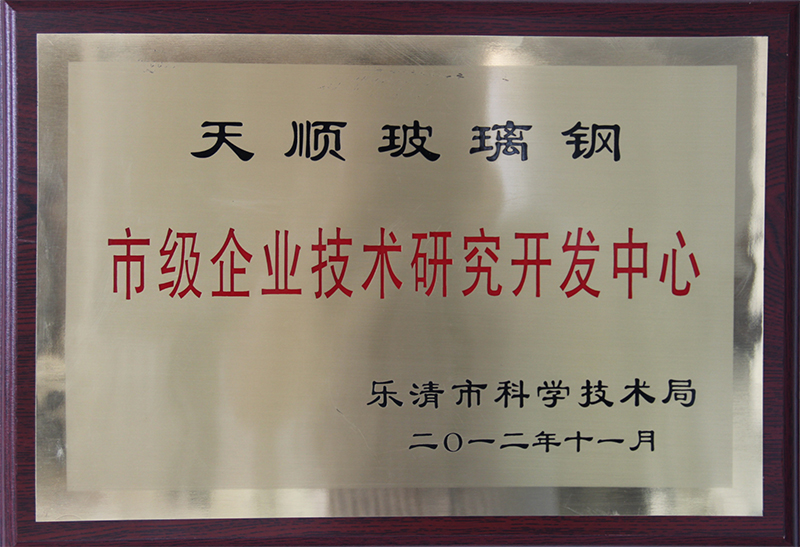 天顺玻璃钢
市级企业技术研究开发中心
乐清市科学技术局
二〇一二年十一月